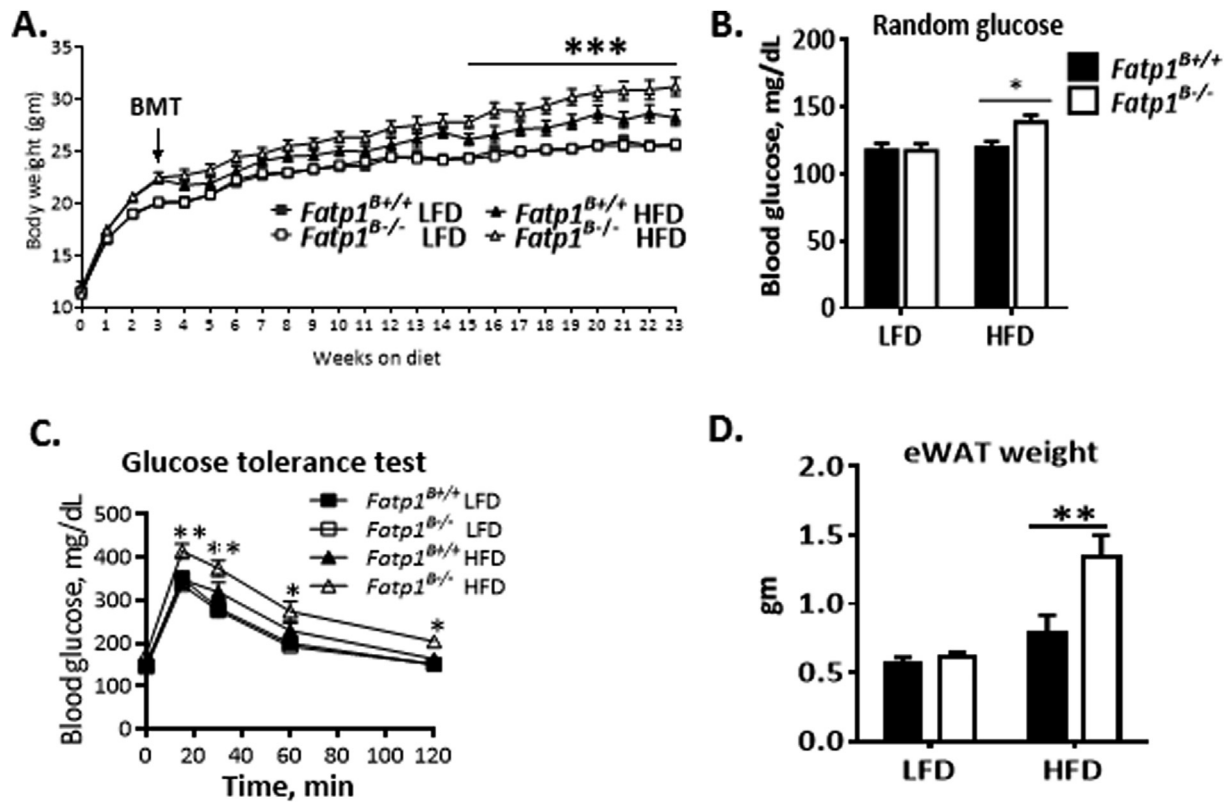 A.
35
30
25
20
15
10
Body weight (gm)
BMT
***
Fatp1B+/+ LFD
Fatp1B+/+ HFD
Fatp1B-/- LFD
Fatp1B-/- HFD
0 1 2 3 4 5 6 7 8 9 10 11 12 13 14 15 16 17 18 19 20 21 22 23
Weeks on diet
B.
Random glucose
200
150
100
50
0
Blood glucose, mg/dL
*
Fatp1B+/+
Fatp1B-/-
LFD HFD
C.
Glucose tolerance test
Fatp1B+/+ LFD
Fatp1B-/- LFD
Fatp1B+/+ HFD
Fatp1B-/- HFD
500
400
300
200
100
0
Blood glucose, mg/dL
**
**
*
*
0 20 40 60 80 100 120
Time, min
D.
eWAT weight
2.0
1.5
1.0
0.5
0.0
gm
**
LFD HFD